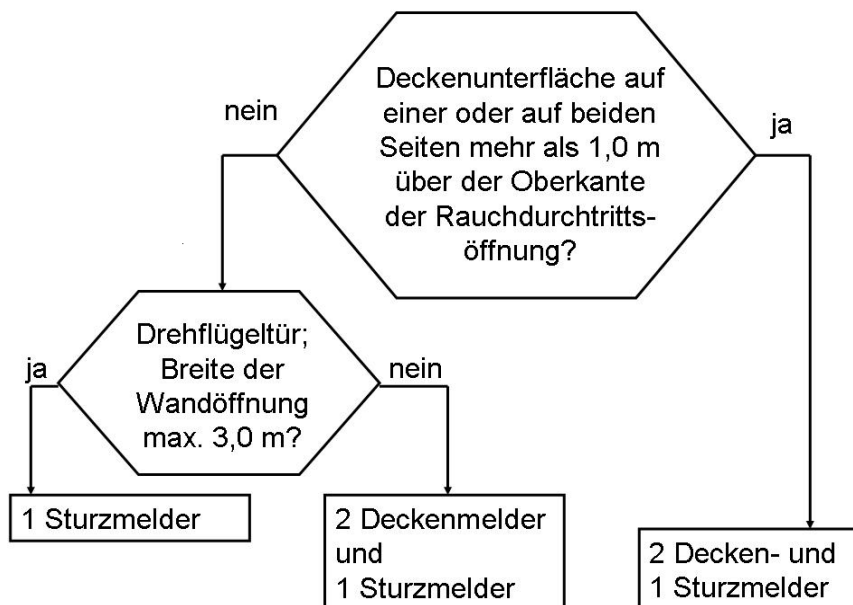 Deckenunterfläche auf
einer oder auf beiden
Seiten mehr als 1,0 m
über der Oberkante
der Rauchdurchtritts-
öffnung?
nein
ja
Drehflügeltür;
Breite der
Wandöffnung
max. 3,0 m?
ja
nein
1 Sturzmelder
2 Deckenmelder
und
1 Sturzmelder
2 Decken- und
1 Sturzmelder